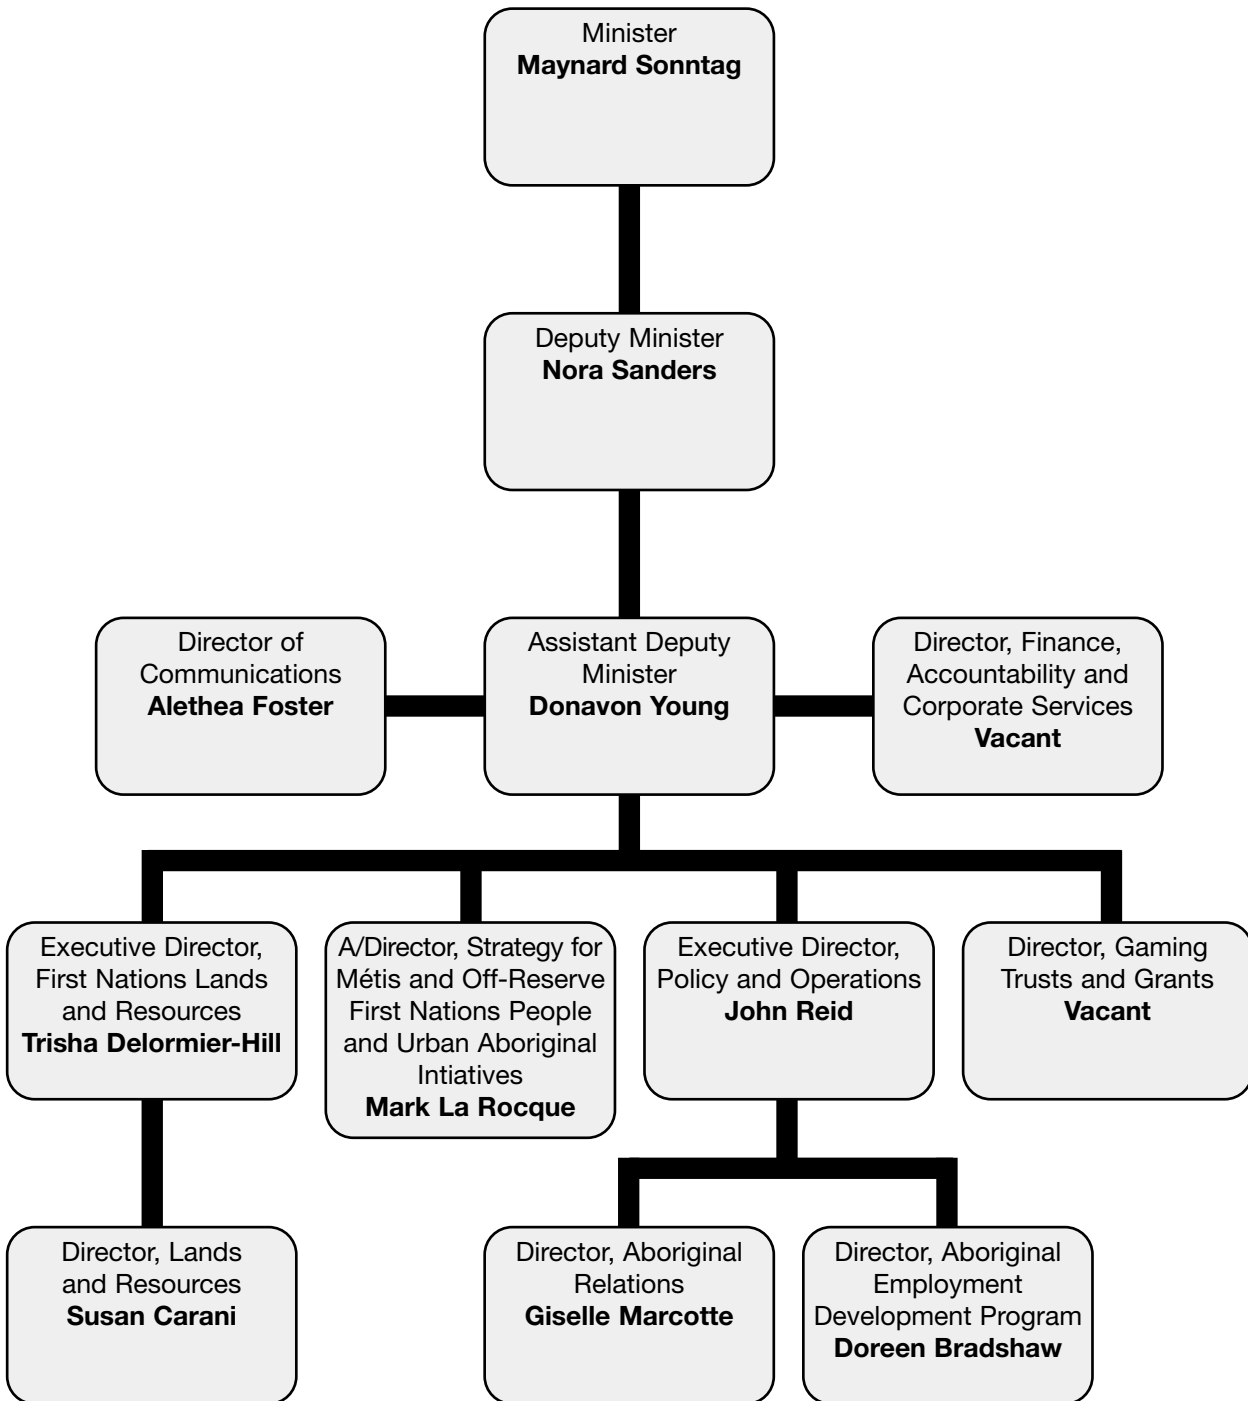 Minister
Maynard Sonntag
Deputy Minister
Nora Sanders
Director of
Communications
Alethea Foster
Assistant Deputy
Minister
Donavon Young
Director, Finance,
Accountability and
Corporate Services
Vacant
Executive Director,
First Nations Lands
and Resources
Trisha Delormier-Hill
A/Director, Strategy for
Métis and Off-Reserve
First Nations People
and Urban Aboriginal
Intiatives
Mark La Rocque
Executive Director,
Policy and Operations
John Reid
Director, Gaming
Trusts and Grants
Vacant
Director, Lands
and Resources
Susan Carani
Director, Aboriginal
Relations
Giselle Marcotte
Director, Aboriginal
Employment
Development Program
Doreen Bradshaw